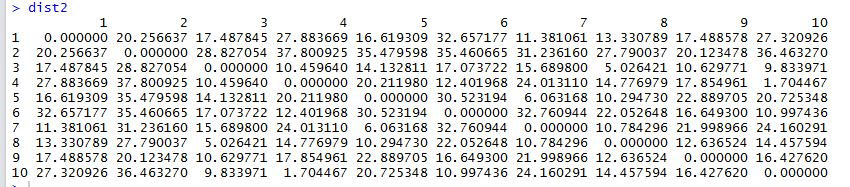 > dist2
1 2 3 4 5 6 7 8 9 10
1 0.000000 20.256637 17.487845 27.883669 16.619309 32.657177 11.381061 13.330789 17.488578 27.320926
2 20.256637 0.000000 28.827054 37.800925 35.479598 35.460665 31.236160 27.790037 20.123478 36.463270
3 17.487845 28.827054 0.000000 10.459640 14.132811 17.073722 15.689800 5.026421 10.629771 9.833971
4 27.883669 37.800925 10.459640 0.000000 20.211980 12.401968 24.013110 14.776979 17.854961 1.704467
5 16.619309 35.479598 14.132811 20.211980 0.000000 30.523194 6.063168 10.294730 22.889705 20.725348
6 32.657177 35.460665 17.073722 12.401968 30.523194 0.000000 32.760944 22.052648 16.649300 10.997436
7 11.381061 31.236160 15.689800 24.013110 6.063168 32.760944 0.000000 10.784296 21.998966 24.160291
8 13.330789 27.790037 5.026421 14.776979 10.294730 22.052648 10.784296 0.000000 12.636524 14.457594
9 17.488578 20.123478 10.629771 17.854961 22.889705 16.649300 21.998966 12.636524 0.000000 16.427620
10 27.320926 36.463270 9.833971 1.704467 20.725348 10.997436 24.160291 14.457594 16.427620 0.000000
>